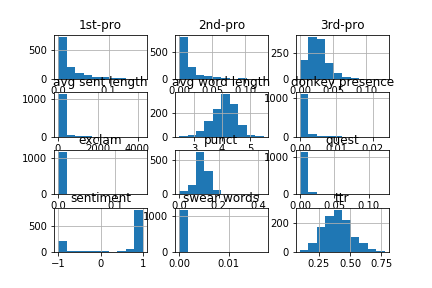 1st-pro 2nd-pro 3rd-pro
500 0 500 0 250 0
0.0 0.1 0.00 0.05 0.10 0.00 0.05 0.10
avg sent length avg word length donkey presence
1000 0 200 0 1000 0
0 2000 4000 3 4 5 0.00 0.01 0.02
exclam punct quest
1000 0 500 0 1000 0
0.0 0.1 0.0 0.2 0.4 0.00 0.05 0.10
sentiment swear words ttr
500 0 1000 0 200 0
−1 0 1 0.00 0.01 0.25 0.50 0.75